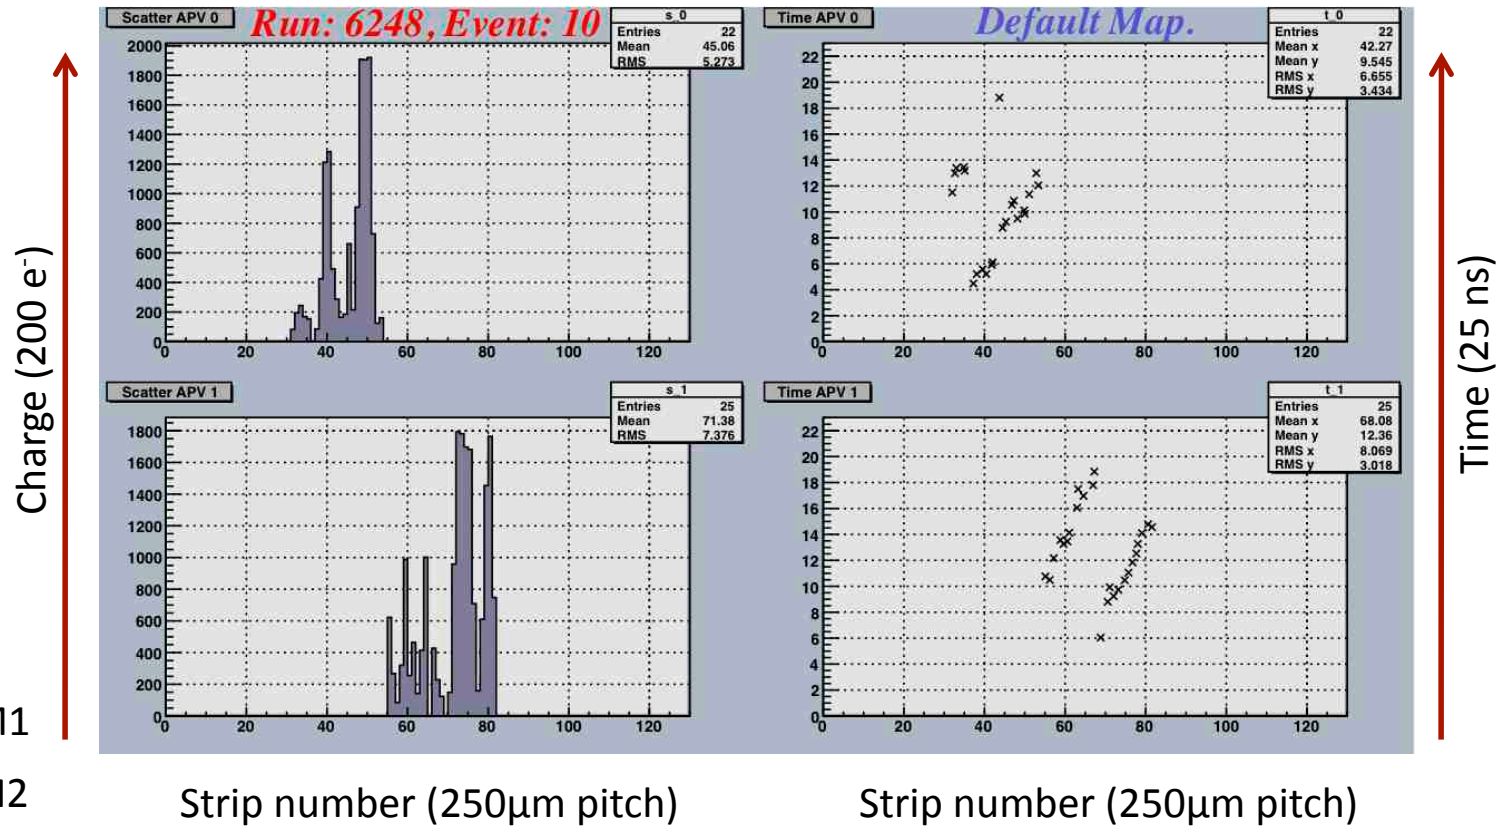 Scatter APV 0
Run: 6248, Event: 10
s_0
Entries 22
Mean 45.06
RMS 5.273
2000
1800
1600
1400
1200
1000
800
600
400
200
0
0 20 40 60 80 100 120
Time APV 0
Default Map.
t_0
Entries 22
Mean x 42.27
Mean y 9.545
RMS x 6.655
RMS y 3.434
22
20
18
16
14
12
10
8
6
4
2
0
0 20 40 60 80 100 120
Scatter APV 1
s_1
Entries 25
Mean 71.38
RMS 7.376
1800
1600
1400
1200
1000
800
600
400
200
0
0 20 40 60 80 100 120
Time APV 1
t_1
Entries 25
Mean x 68.08
Mean y 12.36
RMS x 8.069
RMS y 3.018
22
20
18
16
14
12
10
8
6
4
2
0
0 20 40 60 80 100 120
Charge (200 e-)
Time (25 ns)
Strip number (250µm pitch)
Strip number (250µm pitch)